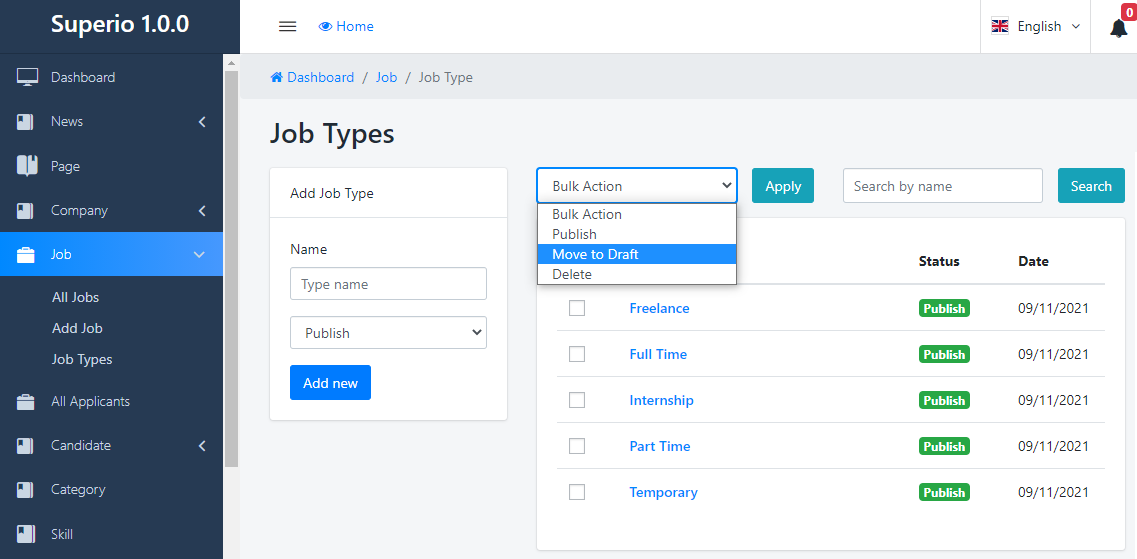 Superio 1.0.0
Home
English
0
Dashboard
News
Page
Company
Job
All Jobs
Add Job
Job Types
All Applicants
Candidate
Category
Skill
Dashboard / Job / Job Type
Job Types
Add Job Type
Name
Type name
Publish
Add new
Bulk Action
Apply
Search by name
Search
Bulk Action
Publish
Move to Draft
Delete
Status Date
Freelance Publish 09/11/2021
Full Time Publish 09/11/2021
Internship Publish 09/11/2021
Part Time Publish 09/11/2021
Temporary Publish 09/11/2021